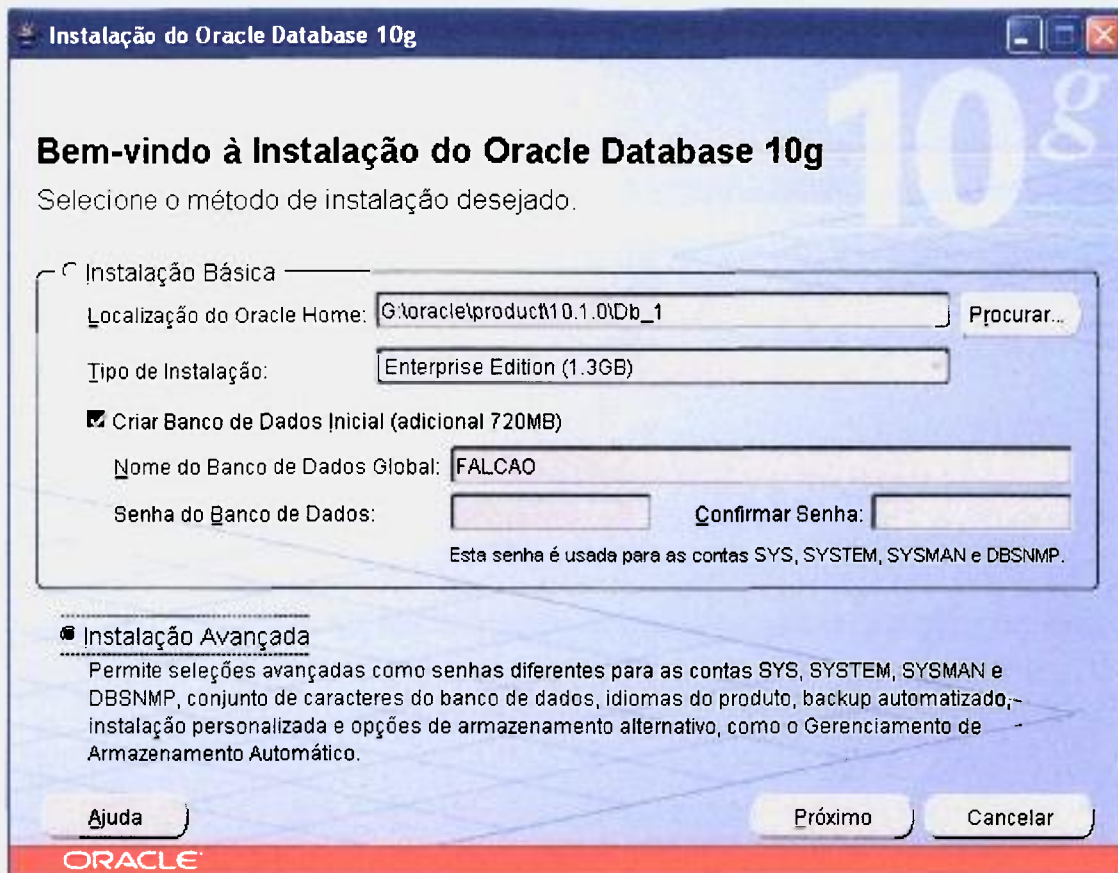 Instalação do Oracle Database 10g
10g
Bem-vindo à Instalação do Oracle Database 10g
Selecione o método de instalação desejado.
Instalação Básica
Localização do Oracle Home: G:\oracle\product\10.1.0\Db_1 Procurar...
Tipo de Instalação: Enterprise Edition (1.3GB)
Criar Banco de Dados Inicial (adicional 720MB)
Nome do Banco de Dados Global: FALCAO
Senha do Banco de Dados: Confirmar Senha:
Esta senha é usada para as contas SYS, SYSTEM, SYSMAN e DBSNMP.
Instalação Avançada
Permite seleções avançadas como senhas diferentes para as contas SYS, SYSTEM, SYSMAN e
DBSNMP, conjunto de caracteres do banco de dados, idiomas do produto, backup automatizado,
instalação personalizada e opções de armazenamento alternativo, como o Gerenciamento de
Armazenamento Automático.
Ajuda Próximo Cancelar
ORACLE